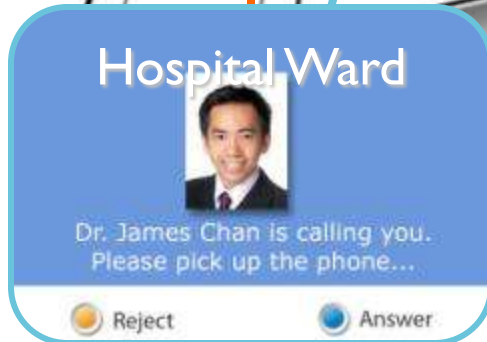 Hospital Ward
Dr. James Chan is calling you.
Please pick up the phone...
Reject
Answer